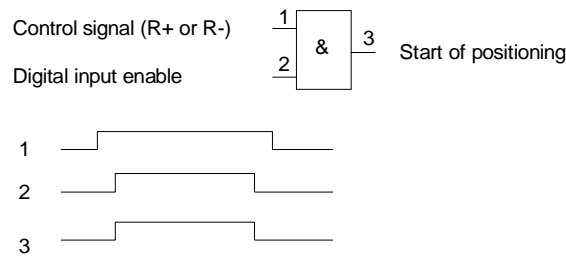 Control signal (R+ or R-)
1
&
3
Start of positioning
Digital input enable
2
1
2
3